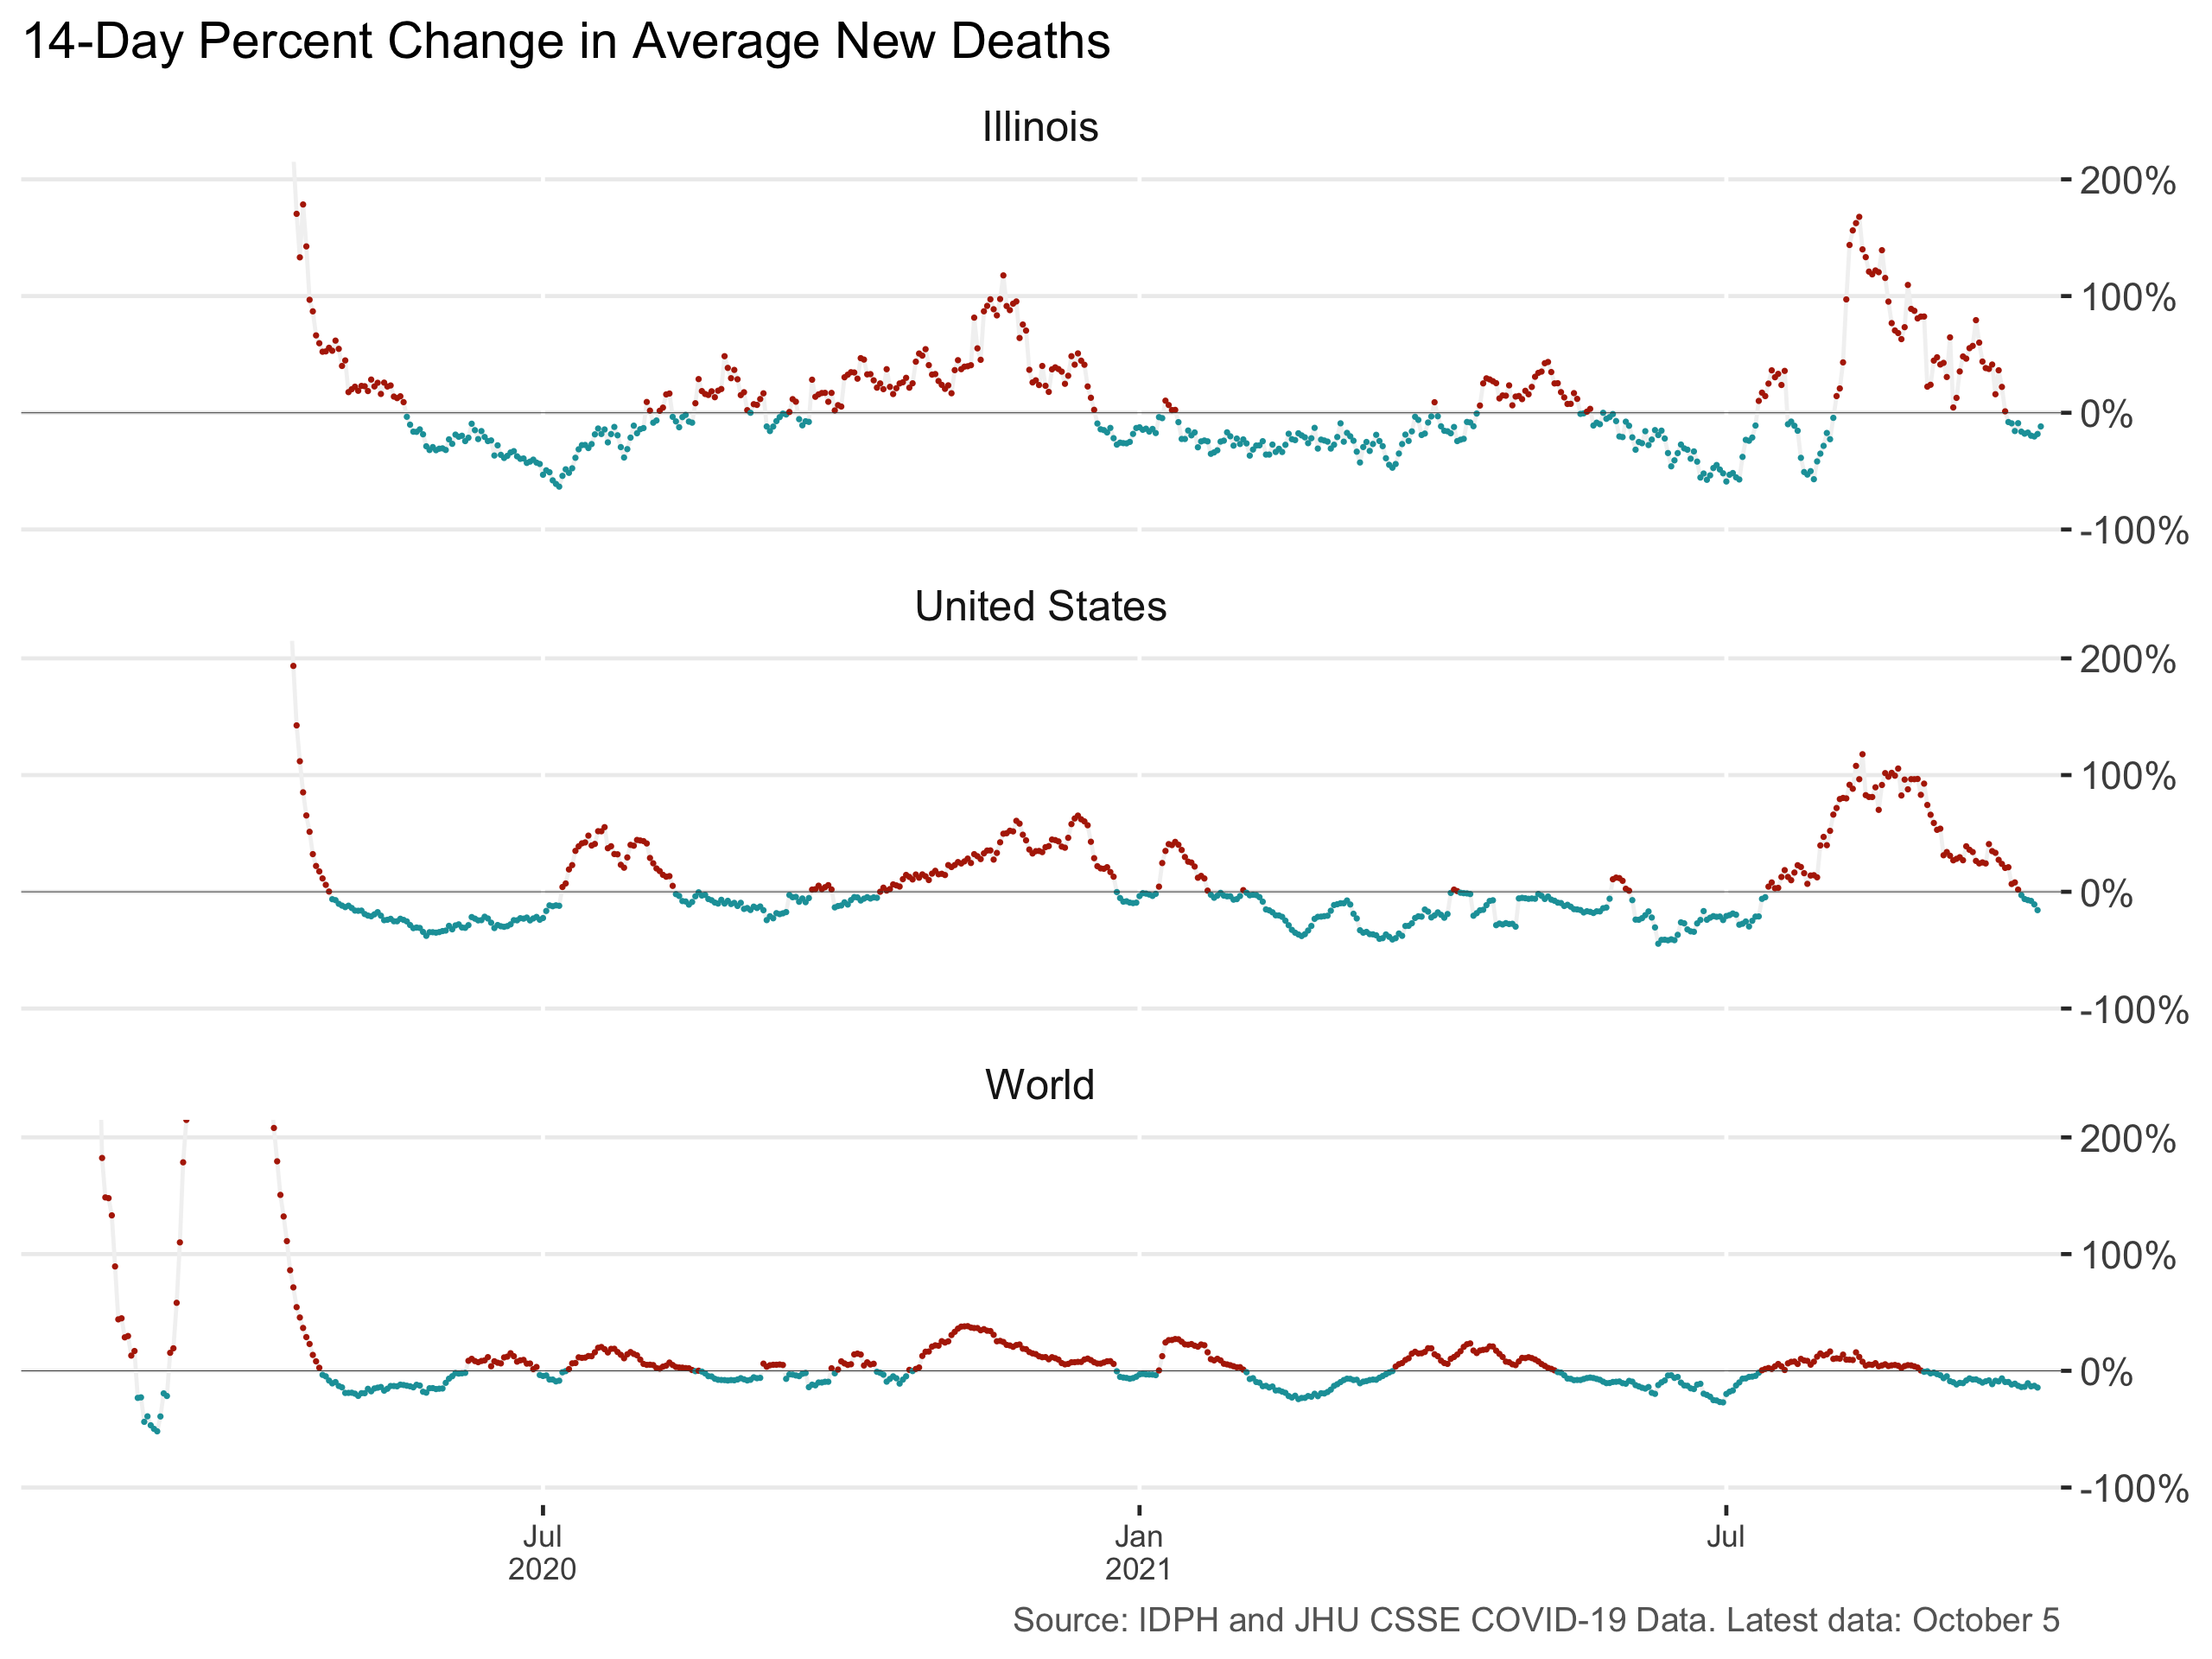 14-Day Percent Change in Average New Deaths
Illinois
200%
100%
0%
-100%
United States
200%
100%
0%
-100%
World
200%
100%
0%
-100%
Jul
2020
Jan
2021
Jul
Source: IDPH and JHU CSSE COVID-19 Data. Latest data: October 5